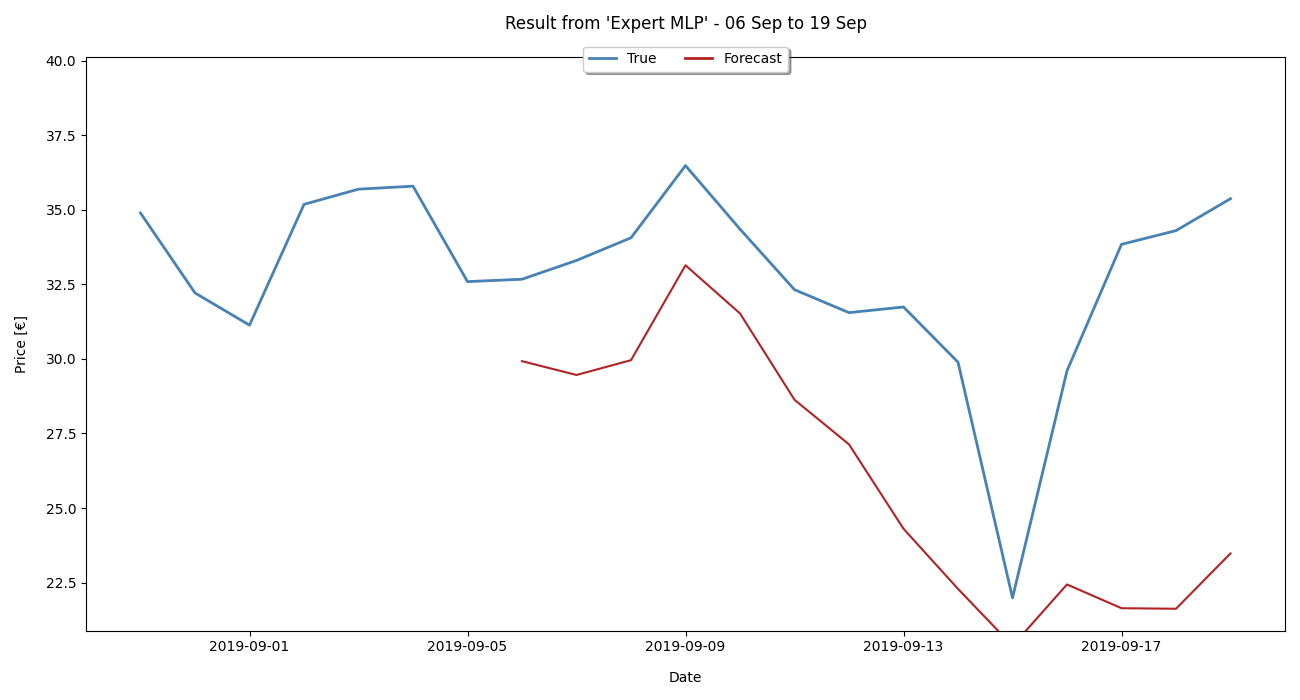 Result from 'Expert MLP' - 06 Sep to 19 Sep
True Forecast
40.0
37.5
35.0
32.5
30.0
27.5
25.0
22.5
Price [€]
2019-09-01 2019-09-05 2019-09-09 2019-09-13 2019-09-17
Date